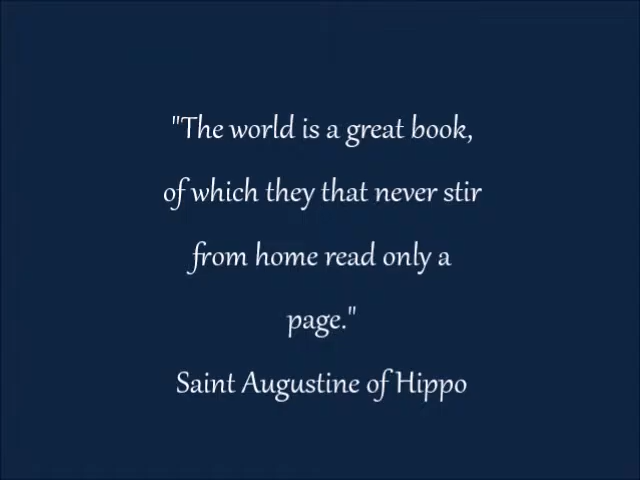 "The world is a great book,
of which they that never stir
from home read only a
page."
Saint Augustine of Hippo